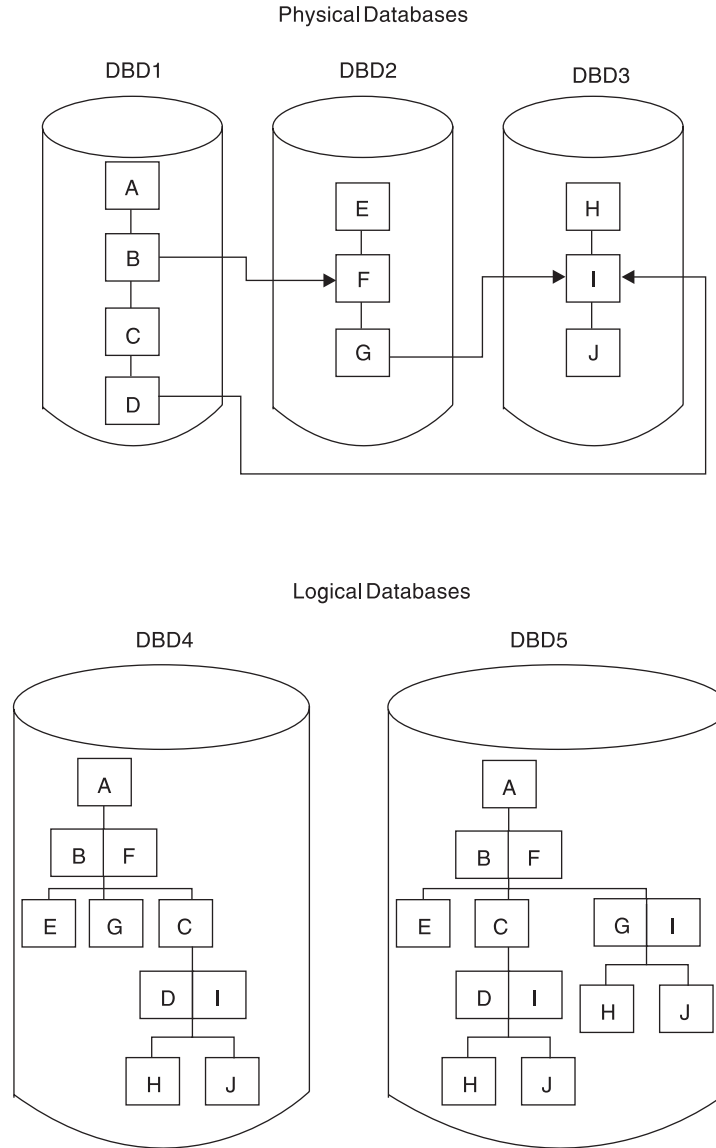 Physical Databases
DBD1 DBD2 DBD3
A
E H
B
F I
C
G J
D
Logical Databases
DBD4 DBD5
A A
B F B F
E G C E C G I
D I D I H J
H J H J